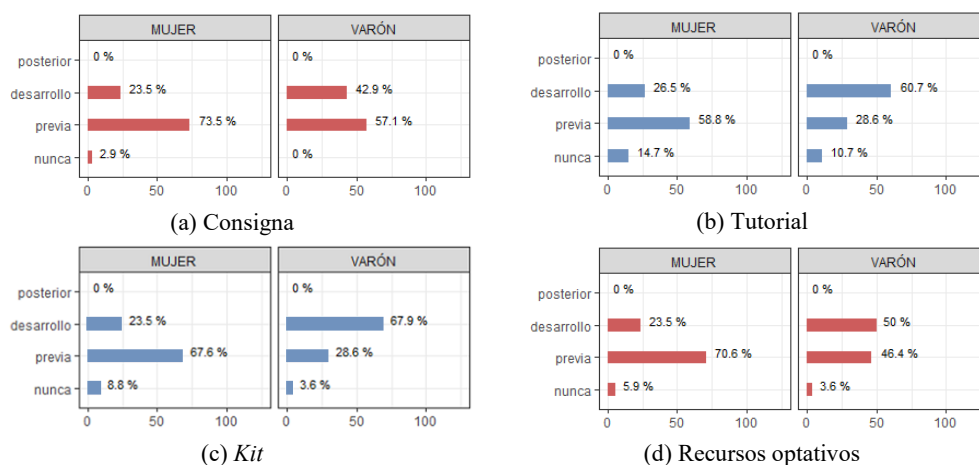 MUJER VARÓN
posterior 0 % 0 %
desarrollo 23.5 % 42.9 %
previa 73.5 % 57.1 %
nunca 2.9 % 0 %
0 50 100 0 50 100
(a) Consigna
MUJER VARÓN
posterior 0 % 0 %
desarrollo 26.5 % 60.7 %
previa 58.8 % 28.6 %
nunca 14.7 % 10.7 %
0 50 100 0 50 100
(b) Tutorial
MUJER VARÓN
posterior 0 % 0 %
desarrollo 23.5 % 67.9 %
previa 67.6 % 28.6 %
nunca 8.8 % 3.6 %
0 50 100 0 50 100
(c) Kit
MUJER VARÓN
posterior 0 % 0 %
desarrollo 23.5 % 50 %
previa 70.6 % 46.4 %
nunca 5.9 % 3.6 %
0 50 100 0 50 100
(d) Recursos optativos